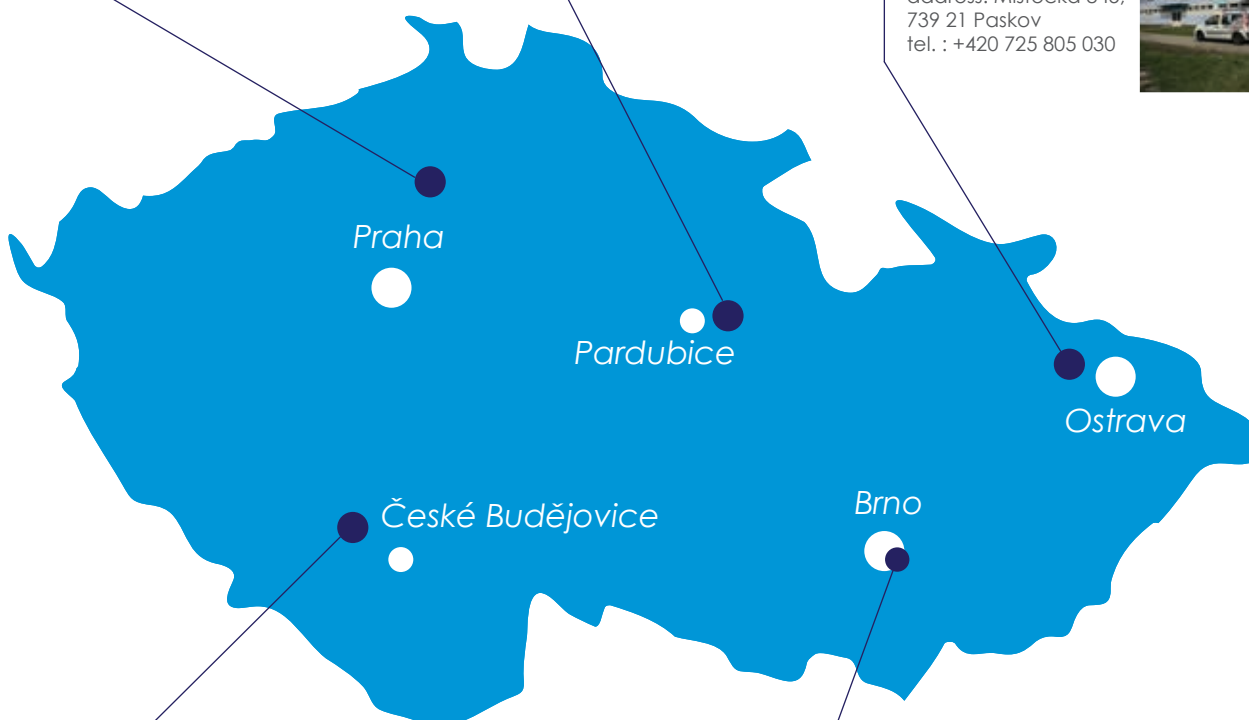 739 21 Paskov
tel. : +420 725 805 030
Praha
Pardubice
Ostrava
České Budějovice
Brno